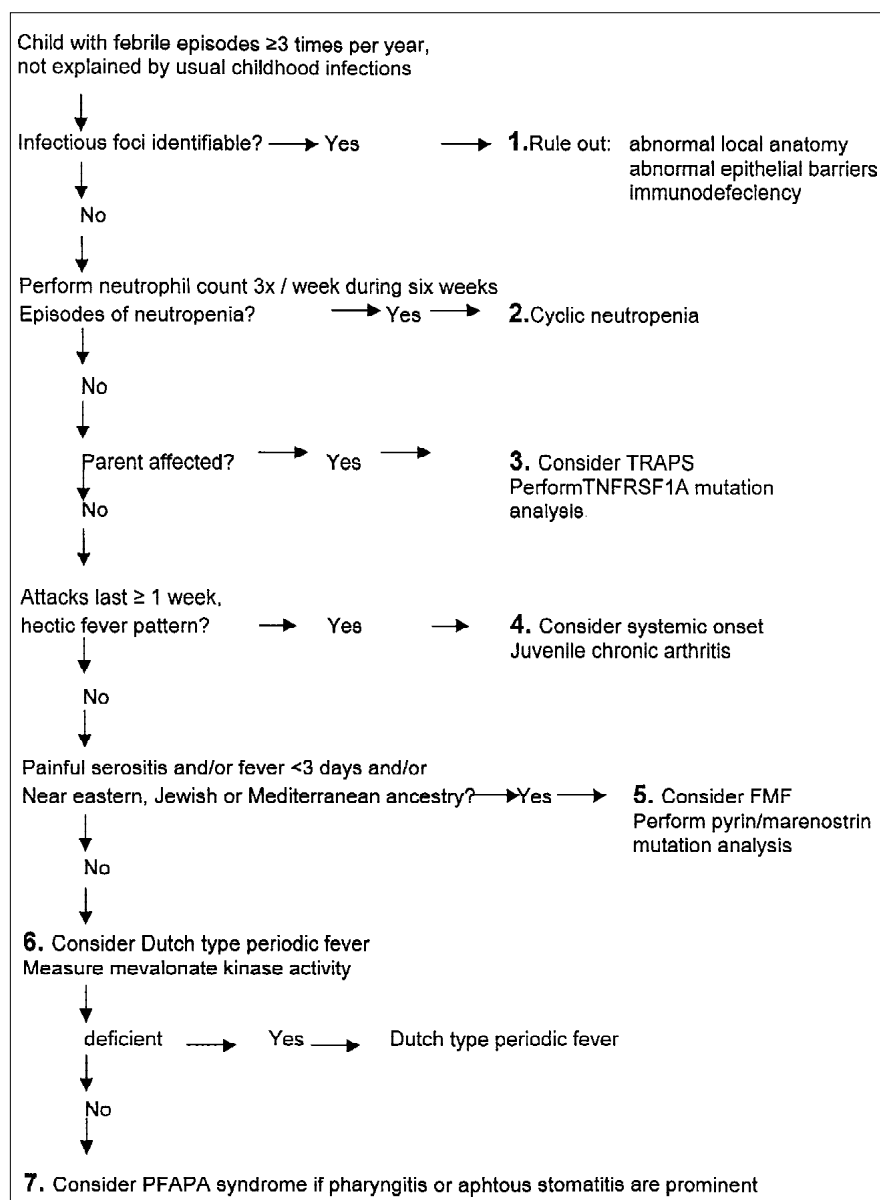 Child with febrile episodes ≥3 times per year,
not explained by usual childhood infections
Infectious foci identifiable? Yes 1.Rule out: abnormal local anatomy
abnormal epithelial barriers
immunodefeciency
No
Perform neutrophil count 3x / week during six weeks
Episodes of neutropenia? Yes 2.Cyclic neutropenia
No
Parent affected? Yes 3. Consider TRAPS
PerformTNFRSF1A mutation
No analysis
Attacks last ≥ 1 week,
hectic fever pattern? Yes 4. Consider systemic onset
Juvenile chronic arthritis
No
Painful serositis and/or fever <3 days and/or
Near eastern, Jewish or Mediterranean ancestry? Yes 5. Consider FMF
Perform pyrin/marenostrin
mutation analysis
No
6. Consider Dutch type periodic fever
Measure mevalonate kinase activity
deficient Yes Dutch type periodic fever
No
7. Consider PFAPA syndrome if pharyngitis or aphtous stomatitis are prominent